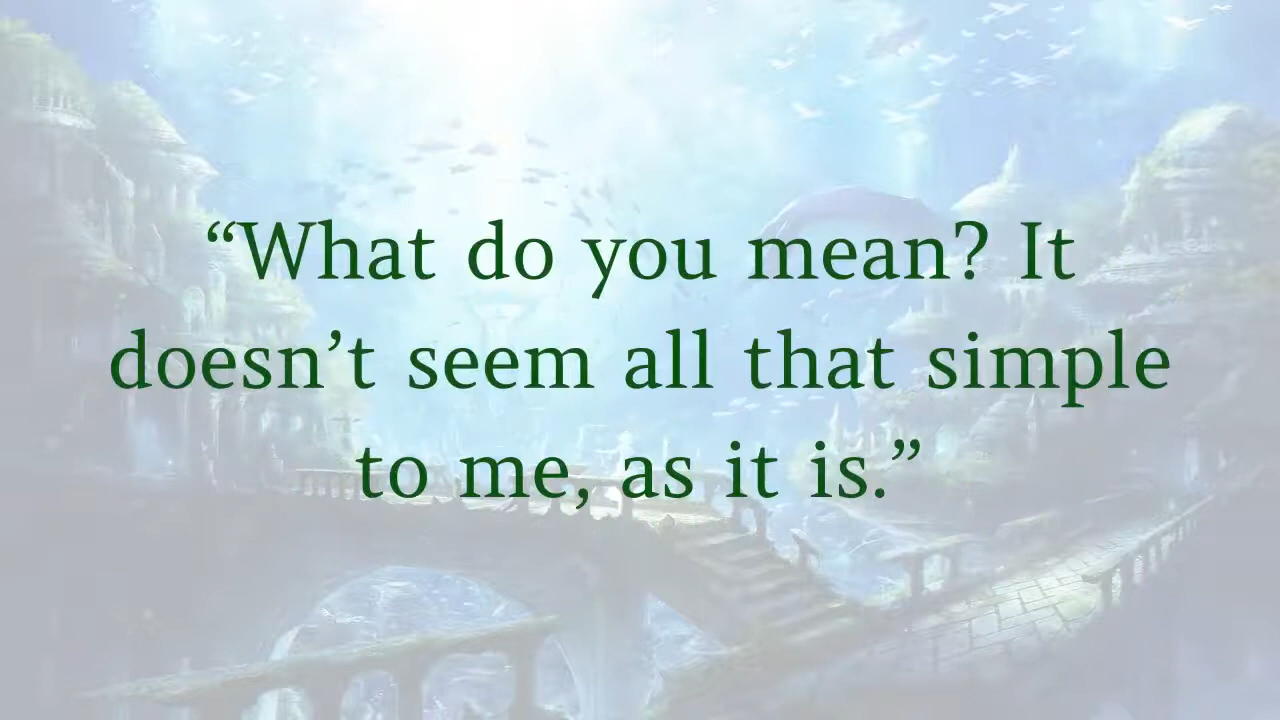 “What do you mean? It
doesn’t seem all that simple
to me, as it is.”